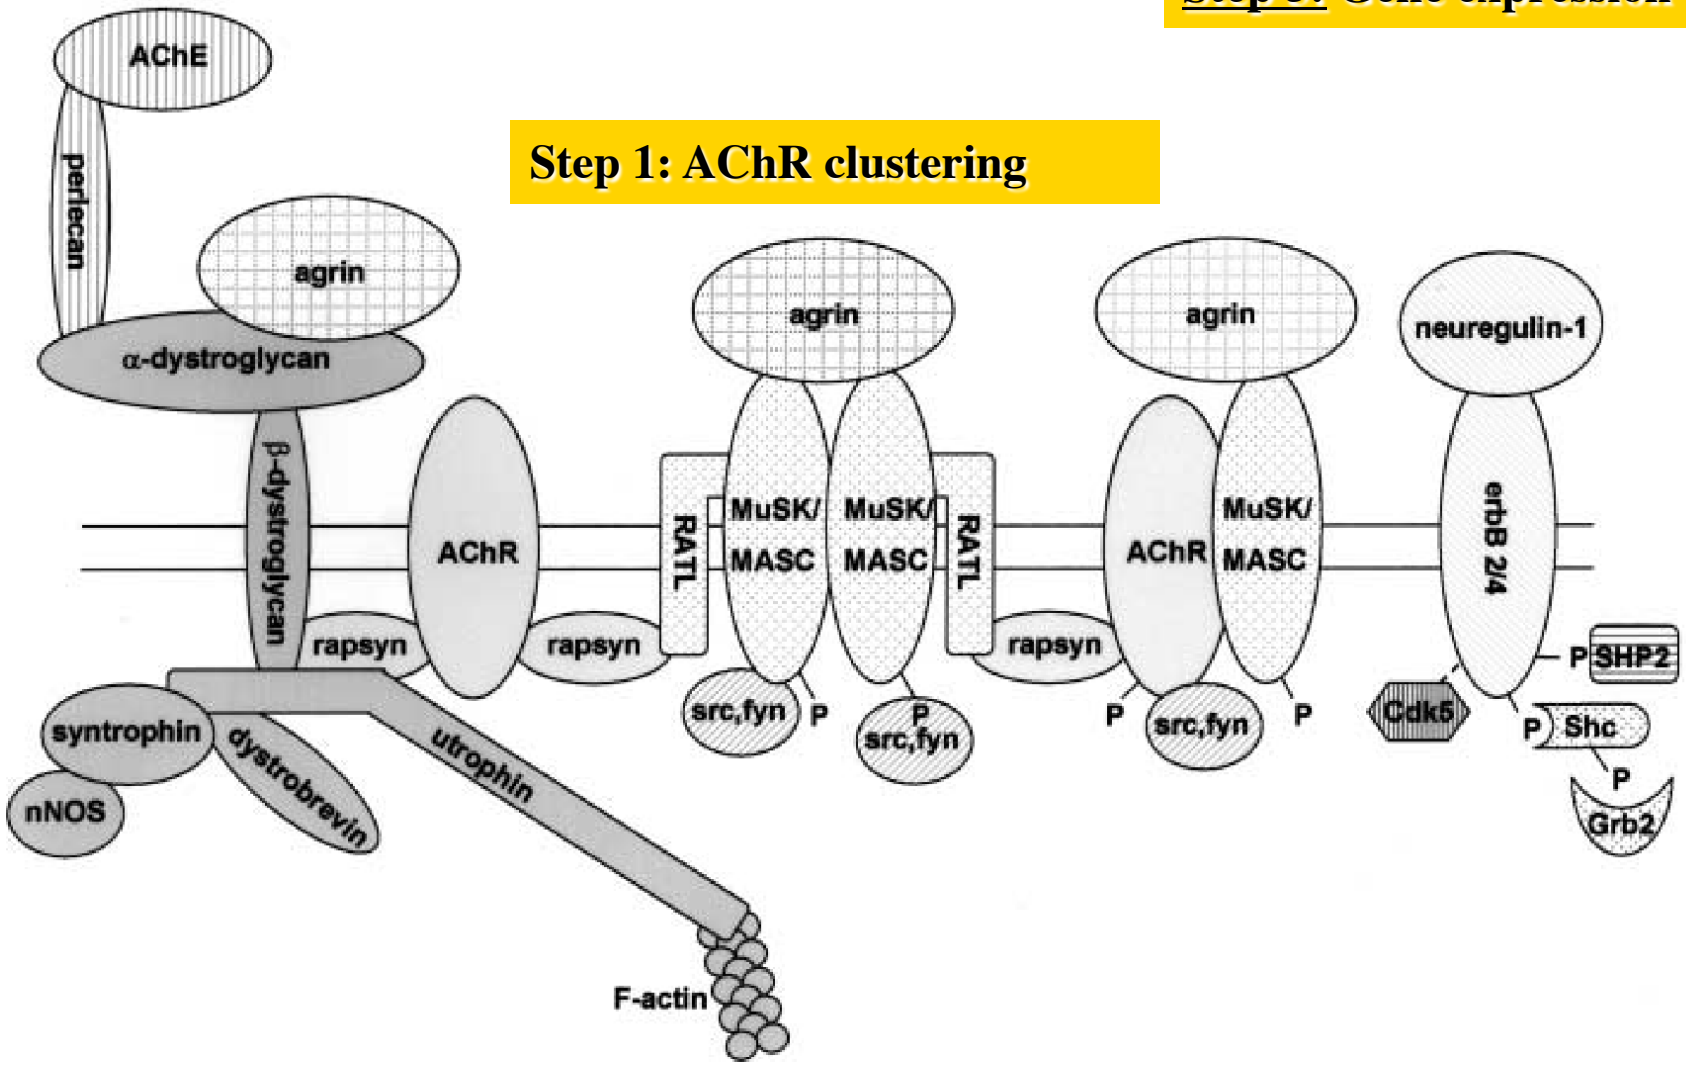 Gene expression
AChE
perlecan
Step 1: AChR clustering
agrin
agrin
agrin
neuregulin-1
α-dystroglycan
β-dystroglycan
AChR
RATL
MuSK/
MASC
MuSK/
MASC
RATL
AChR
MuSK/
MASC
erbB 2/4
rapsyn
rapsyn
rapsyn
P SHP2
src,fyn
P
P
src,fyn
P
src,fyn
P
Cdk5
P
Shc
P
Grb2
syntrophin
dystrobrevin
utrophin
nNOS
F-actin